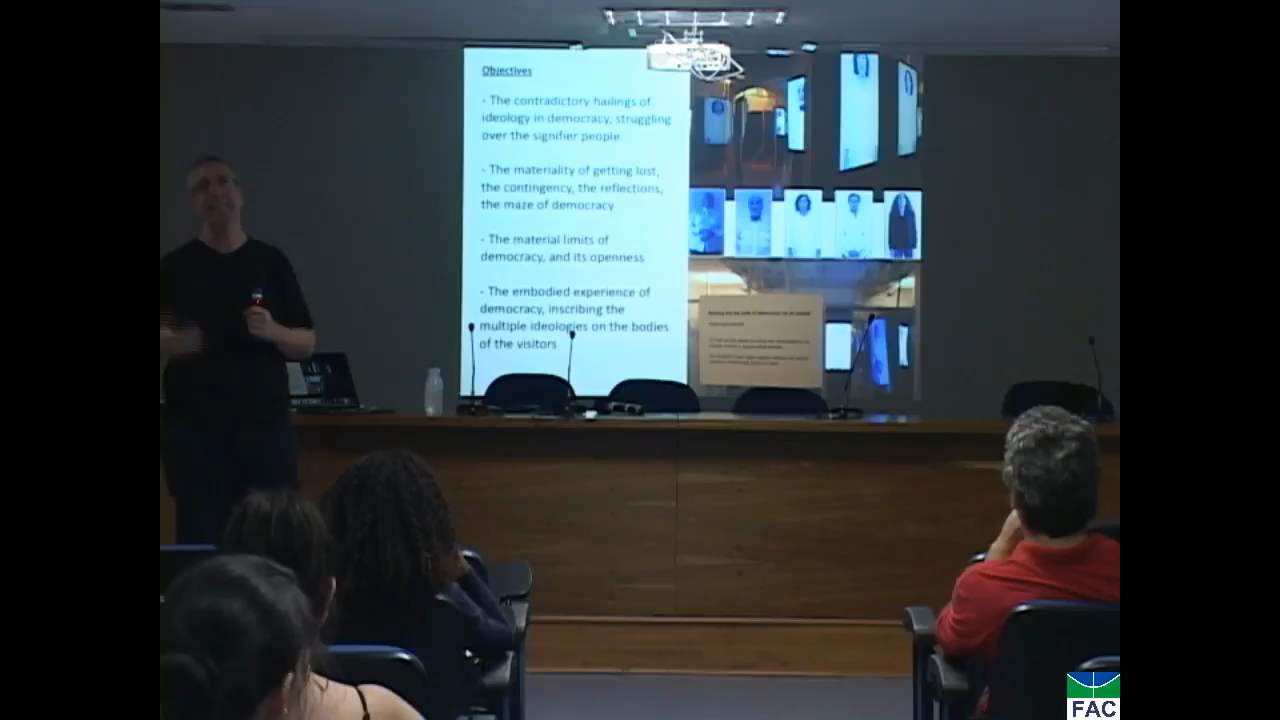 Objectives
- The contradictory hailings of
ideology in democracy, struggling
over the signifier people
- The materiality of getting lost,
the contingency, the reflections,
the maze of democracy
- The material limits of
democracy, and its openness
- The embodied experience of
democracy, inscribing the
multiple ideologies on the bodies
of the visitors
FAC